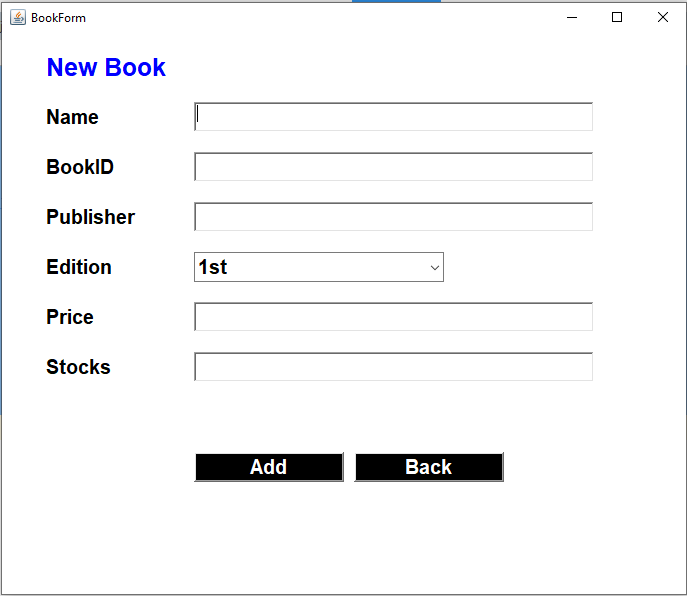 BookForm
New Book
Name
BookID
Publisher
Edition 1st
Price
Stocks
Add Back